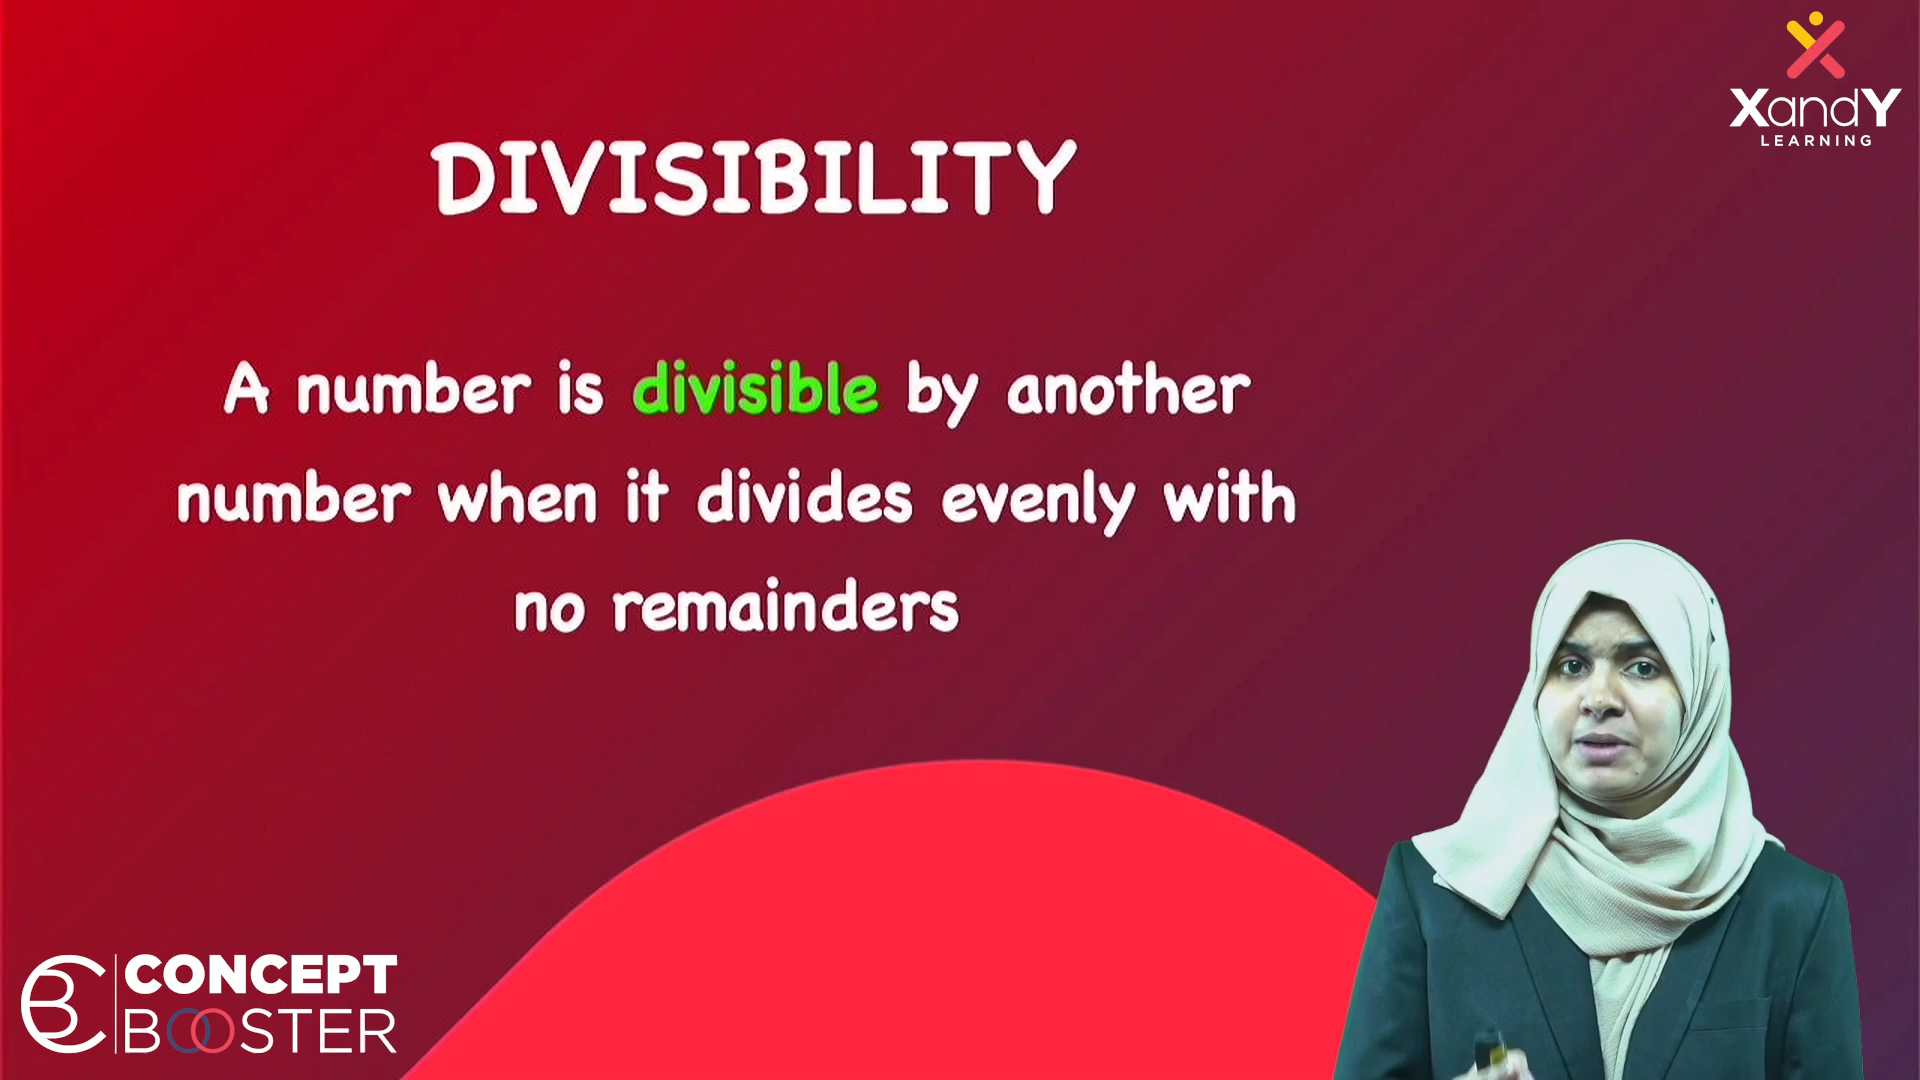 XandY
LEARNING
DIVISIBILITY
A number is divisible by another
number when it divides evenly with
no remainders
CONCEPT
BOOSTER